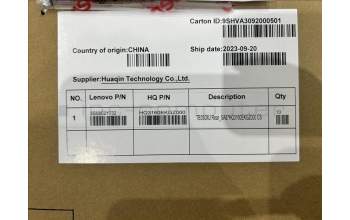 Carton ID:9SHVA3092000501
Country of origin:CHINA
Ship date:2023-09-20
Supplier:Huaqin Technology Co.,Ltd.
NO. Lenovo P/N HQ P/N Description Qty
1 HQ3160EKGZ000